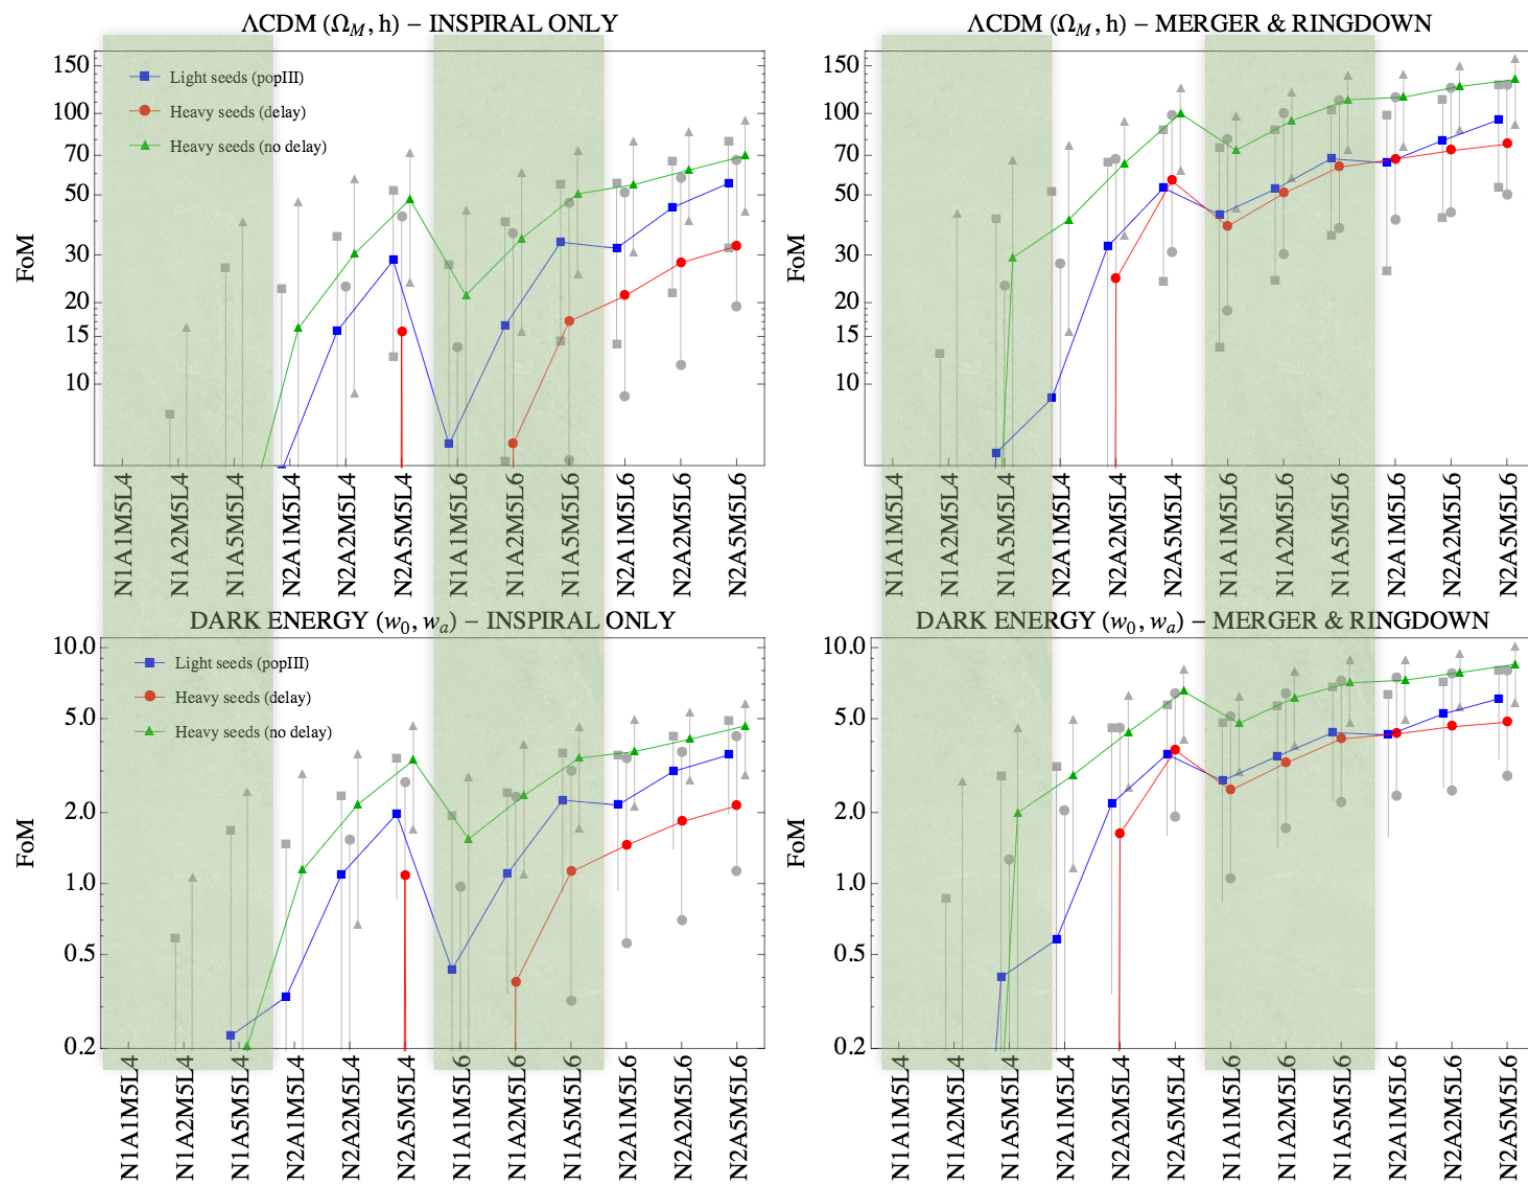 ΛCDM (Ω_M, h) – INSPIRAL ONLY
150
100
70
50
30
20
15
10
FoM
Light seeds (popIII)
Heavy seeds (delay)
Heavy seeds (no delay)
N1A1M5L4
N1A2M5L4
N1A5M5L4
N2A1M5L4
N2A2M5L4
N2A5M5L4
N1A1M5L6
N1A2M5L6
N1A5M5L6
N2A1M5L6
N2A2M5L6
N2A5M5L6
ΛCDM (Ω_M, h) – MERGER & RINGDOWN
150
100
70
50
30
20
15
10
FoM
N1A1M5L4
N1A2M5L4
N1A5M5L4
N2A1M5L4
N2A2M5L4
N2A5M5L4
N1A1M5L6
N1A2M5L6
N1A5M5L6
N2A1M5L6
N2A2M5L6
N2A5M5L6
DARK ENERGY (w_0, w_a) – INSPIRAL ONLY
10.0
5.0
2.0
1.0
0.5
0.2
FoM
Light seeds (popIII)
Heavy seeds (delay)
Heavy seeds (no delay)
N1A1M5L4
N1A2M5L4
N1A5M5L4
N2A1M5L4
N2A2M5L4
N2A5M5L4
N1A1M5L6
N1A2M5L6
N1A5M5L6
N2A1M5L6
N2A2M5L6
N2A5M5L6
DARK ENERGY (w_0, w_a) – MERGER & RINGDOWN
10.0
5.0
2.0
1.0
0.5
0.2
FoM
N1A1M5L4
N1A2M5L4
N1A5M5L4
N2A1M5L4
N2A2M5L4
N2A5M5L4
N1A1M5L6
N1A2M5L6
N1A5M5L6
N2A1M5L6
N2A2M5L6
N2A5M5L6